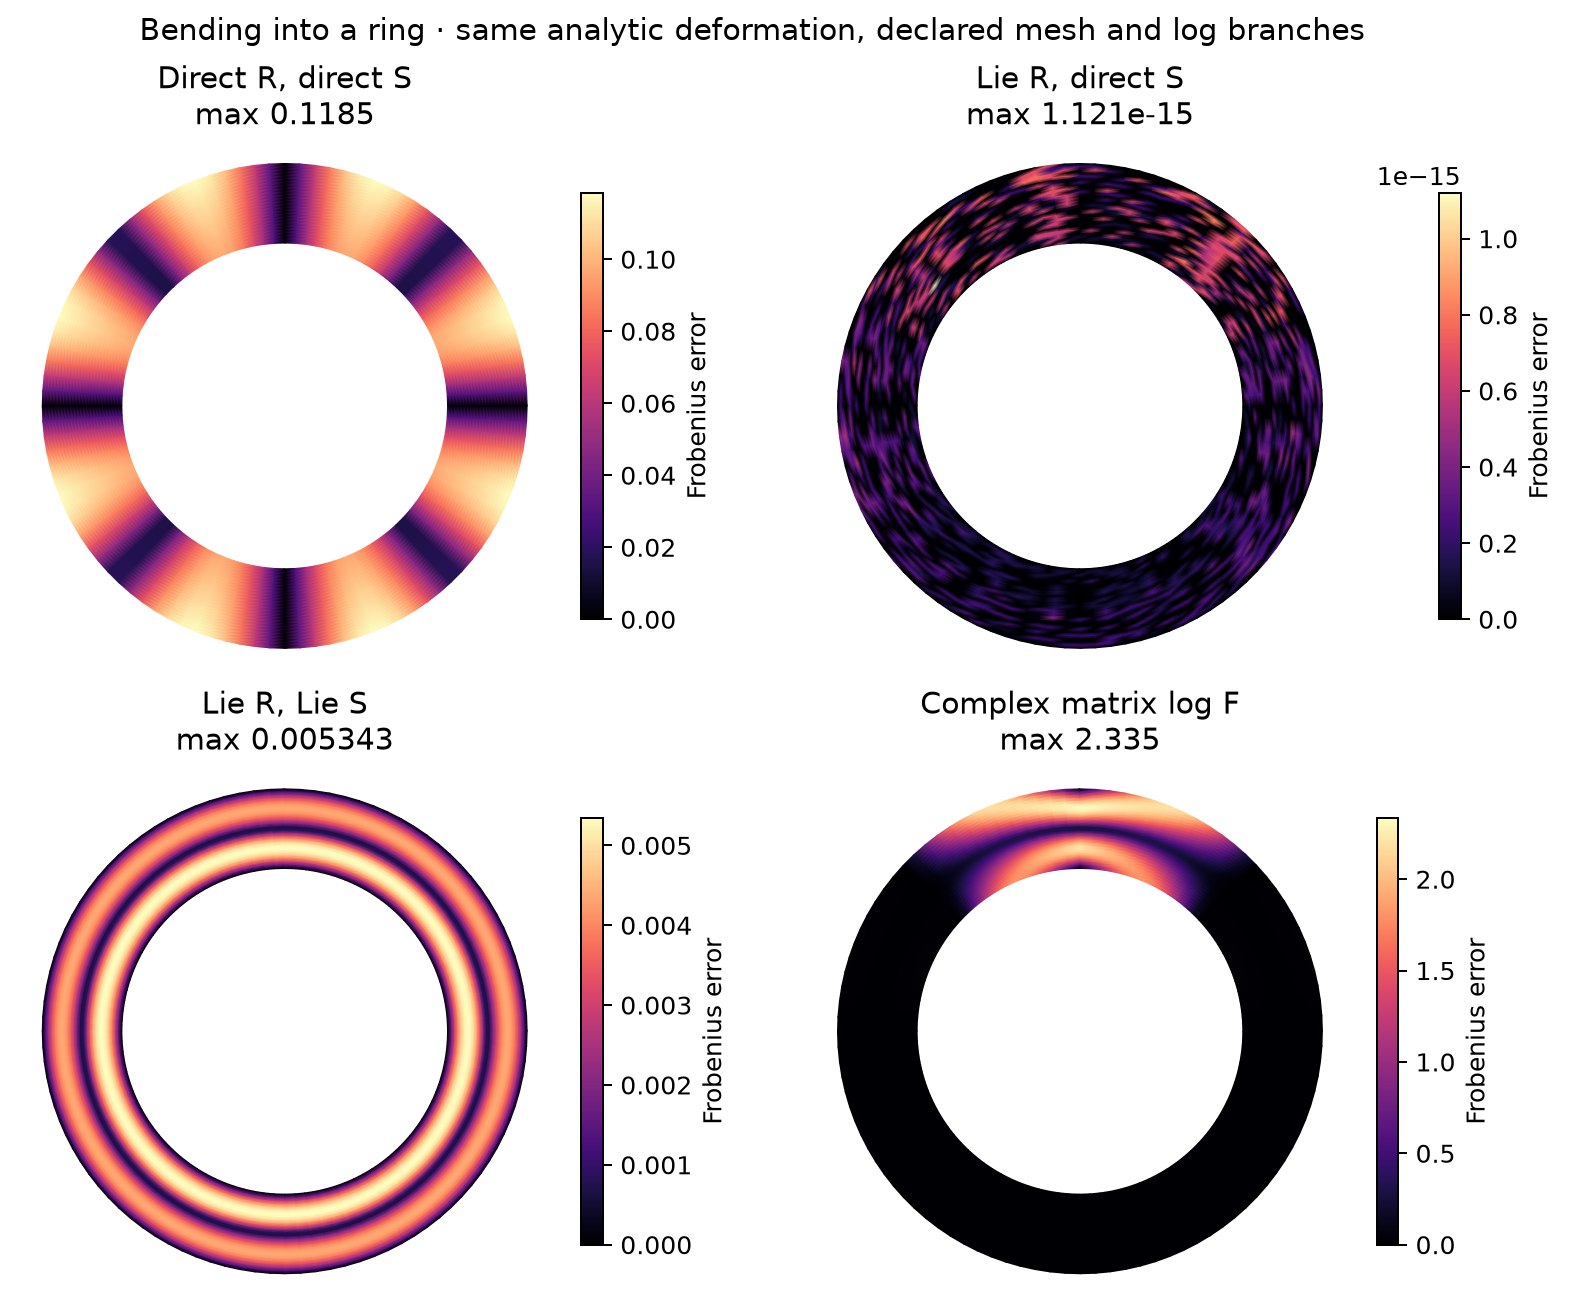 Bending into a ring · same analytic deformation, declared mesh and log branches
Direct R, direct S
max 0.1185
0.10
0.08
0.06
0.04
0.02
0.00
Frobenius error
Lie R, direct S
max 1.121e-15
1e−15
1.0
0.8
0.6
0.4
0.2
0.0
Frobenius error
Lie R, Lie S
max 0.005343
0.005
0.004
0.003
0.002
0.001
0.000
Frobenius error
Complex matrix log F
max 2.335
2.0
1.5
1.0
0.5
0.0
Frobenius error